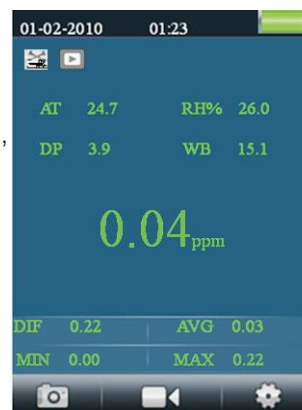 01-02-2010 01:23
AT 24.7 RH% 26.0
,
DP 3.9 WB 15.1
0.04ppm
DIF 0.22 AVG 0.03
MIN 0.00 MAX 0.22